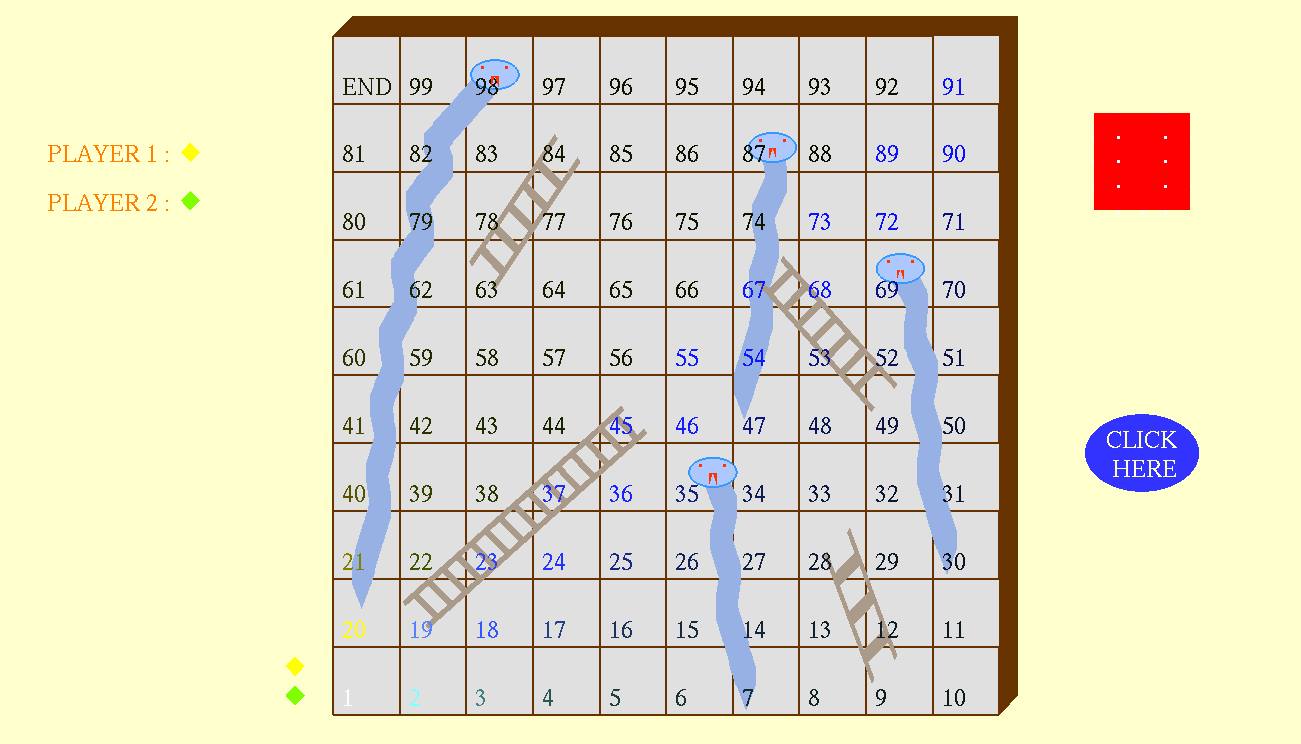 END 99 98 97 96 95 94 93 92 91
81 82 83 84 85 86 87 88 89 90
PLAYER 1 :
80 79 78 77 76 75 74 73 72 71
PLAYER 2 :
61 62 63 64 65 66 67 68 69 70
60 59 58 57 56 55 54 53 52 51
41 42 43 44 45 46 47 48 49 50
CLICK
HERE
40 39 38 37 36 35 34 33 32 31
21 22 23 24 25 26 27 28 29 30
20 19 18 17 16 15 14 13 12 11
1 2 3 4 5 6 7 8 9 10